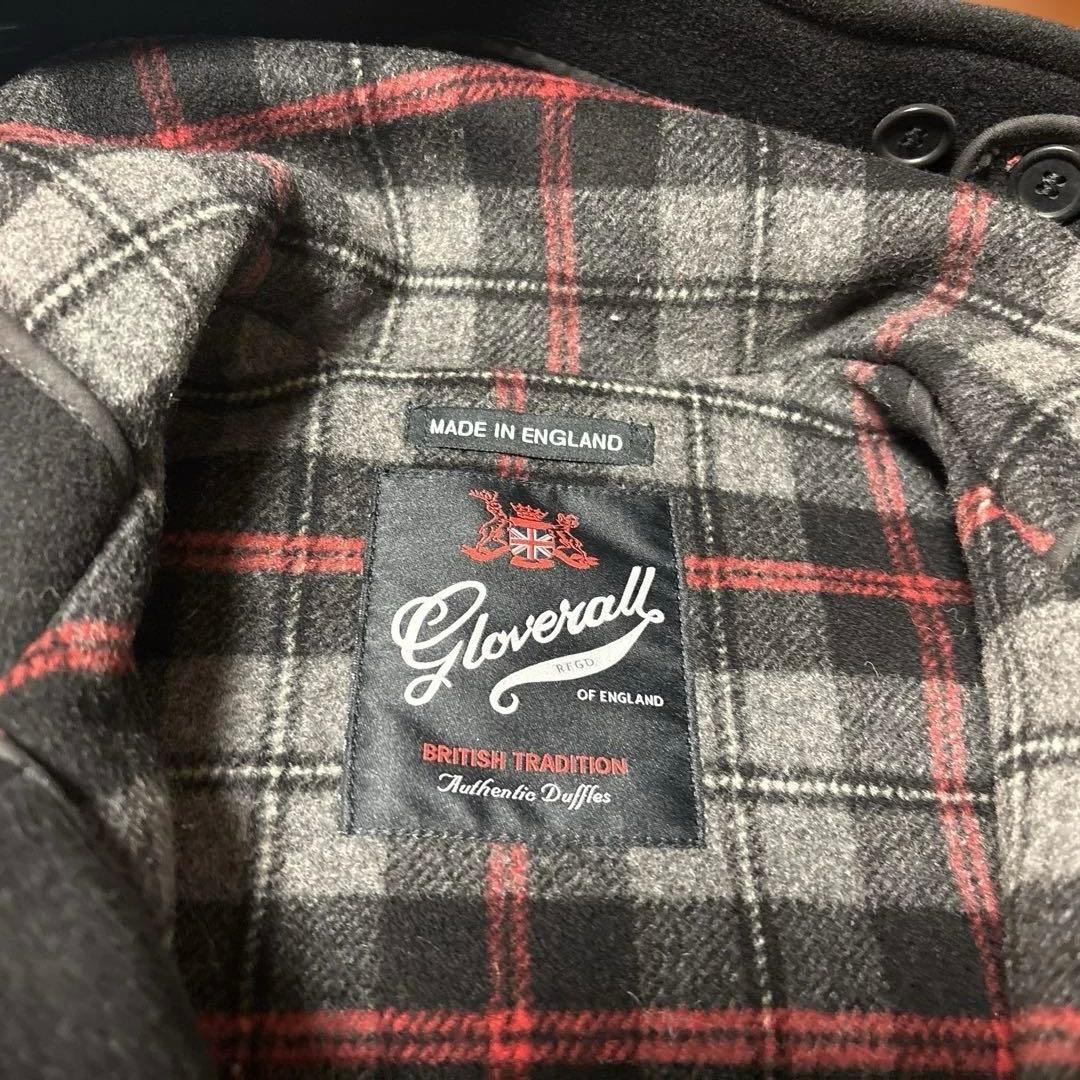 MADE IN ENGLAND
Gloverall
REGD.
OF ENGLAND
BRITISH TRADITION
Authentic Duffles